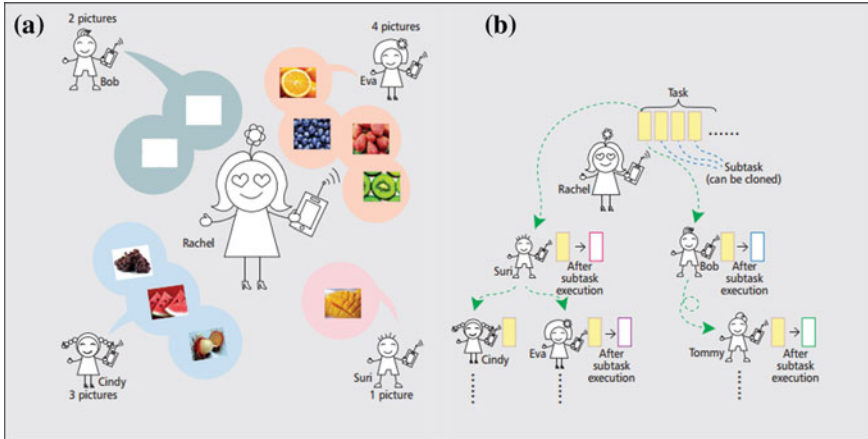 (a)
2 pictures
Bob
4 pictures
Eva
Rachel
Cindy
3 pictures
Suri
1 picture
(b)
Task
......
Subtask
(can be cloned)
Rachel
Suri
After
subtask
execution
Bob
After
subtask
execution
Cindy
Eva
After
subtask
execution
Tommy
After
subtask
execution